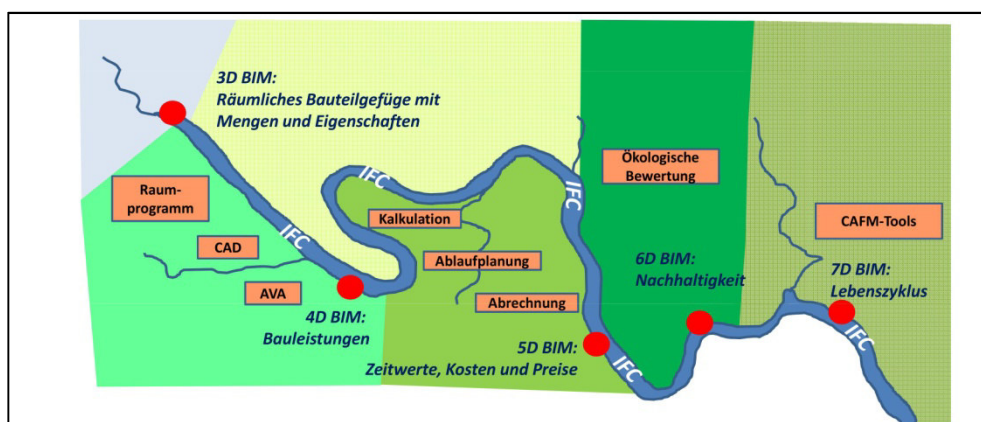 3D BIM:
Räumliches Bauteilgefüge mit
Mengen und Eigenschaften
Raum-
programm
CAD
AVA
IFC
4D BIM:
Bauleistungen
IFC
Kalkulation
Ablaufplanung
Abrechnung
IFC
5D BIM:
Zeitwerte, Kosten und Preise
IFC
Ökologische
Bewertung
6D BIM:
Nachhaltigkeit
CAFM-Tools
7D BIM:
Lebenszyklus
IFC